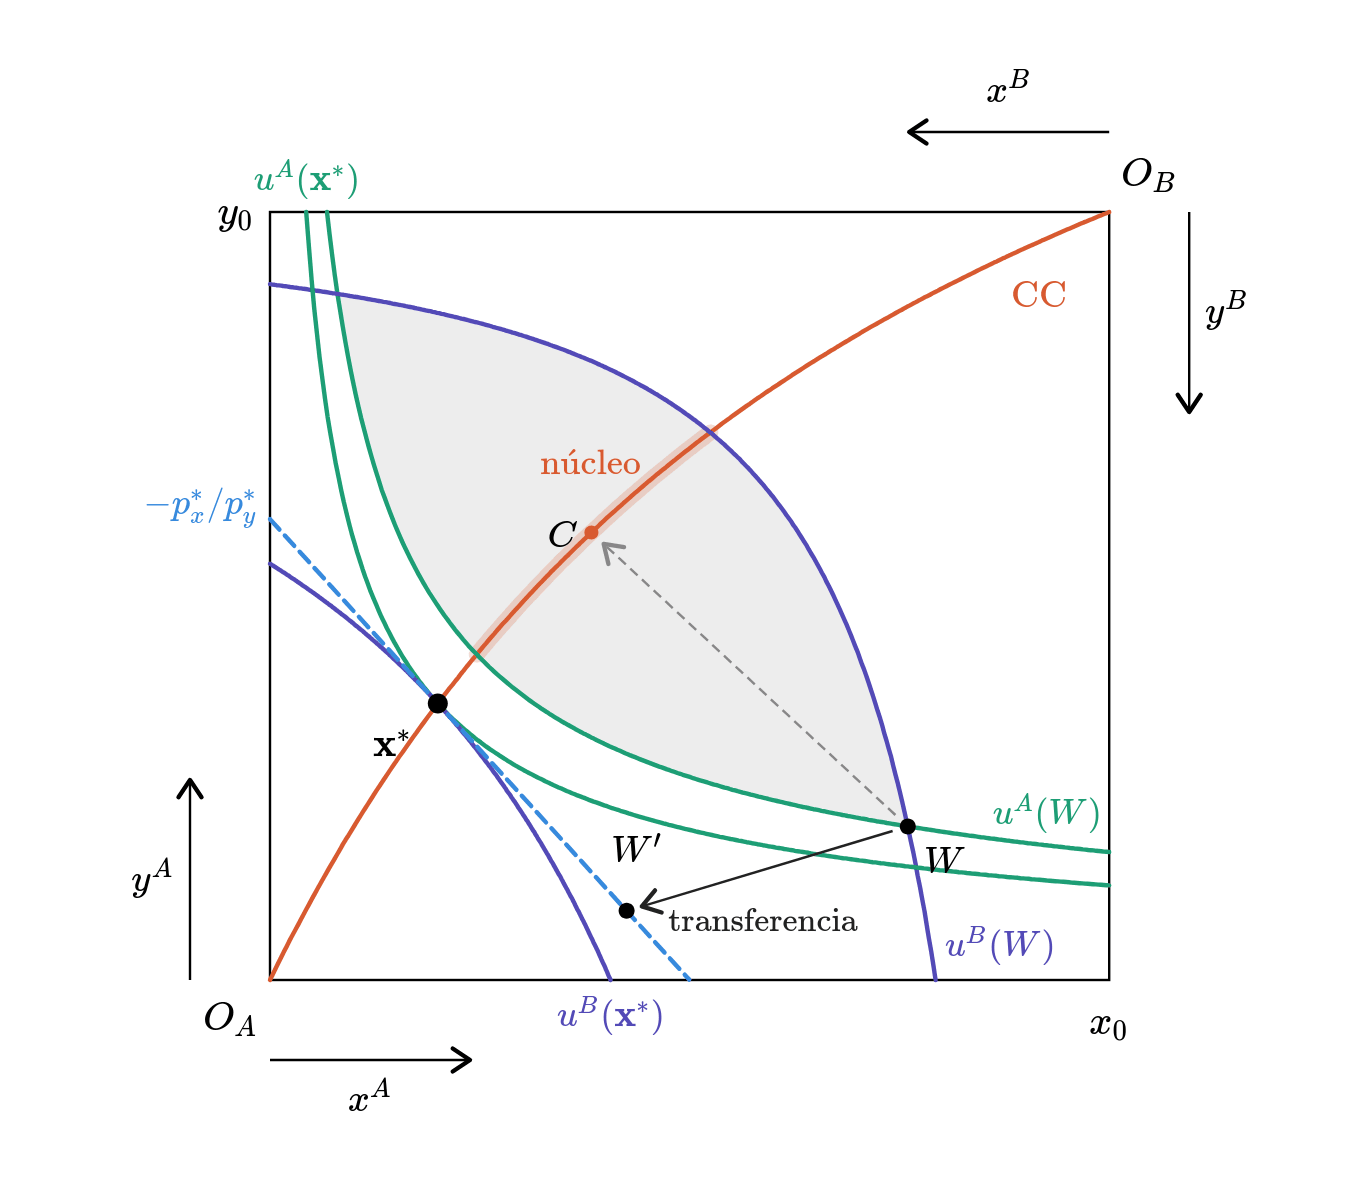 x^B
O_B
u^A(x*)
y_0
CC
y^B
núcleo
−p*_x/p*_y
C
x*
u^A(W)
W′
W
y^A
transferencia
u^B(W)
O_A
u^B(x*)
x_0
x^A